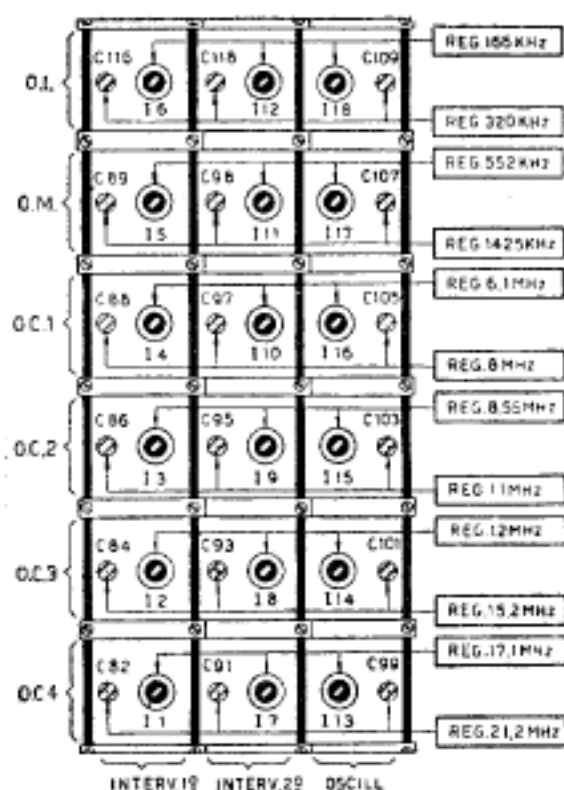 REG 166KHz
C115 C118 C109
O.L.
I6 I12 I18
REG 320KHz
REG 552KHz
C89 C98 C107
O.M.
I5 I11 I17
REG 1425KHz
REG 6,1MHz
C88 C97 C105
O.C.1
I4 I10 I16
REG. 8MHz
REG. 8,55MHz
C86 C95 C103
O.C.2
I3 I9 I15
REG 11MHz
REG. 12MHz
C84 C93 C101
O.C.3
I2 I8 I14
REG. 15,2MHz
REG. 17,1MHz
C82 C91 C99
O.C4
I1 I7 I13
REG. 21,2MHz
INTERV.1º INTERV.2º OSCILL